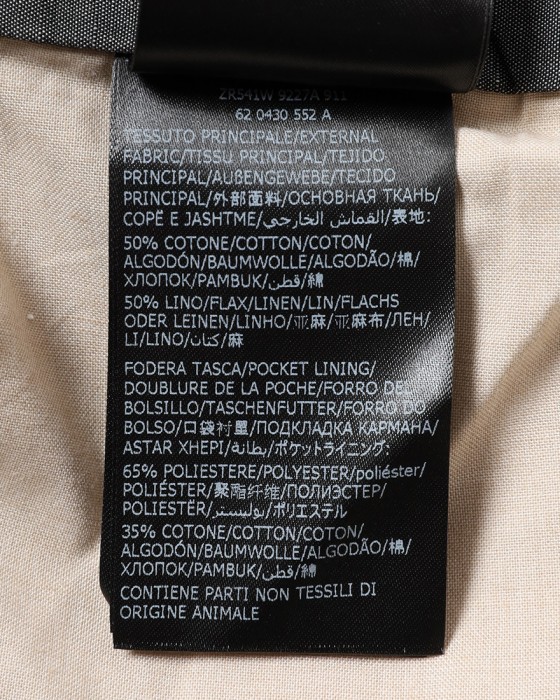 ZR541W 9227A 911
62 0430 552 A
TESSUTO PRINCIPALE/EXTERNAL
FABRIC/TISSU PRINCIPAL/TEJIDO
PRINCIPAL/AUßENGEWEBE/TECIDO
PRINCIPAL/外部面料/ОСНОВНАЯ ТКАНЬ/
COPË E JASHTME/القماش الخارجي/表地:
50% COTONE/COTTON/COTON/
ALGODÓN/BAUMWOLLE/ALGODÃO/棉/
ХЛОПОК/PAMBUK/قطن/綿
50% LINO/FLAX/LINEN/LIN/FLACHS
ODER LEINEN/LINHO/亚麻/亚麻布/ЛЕН/
LI/LINO/كتان/麻
FODERA TASCA/POCKET LINING/
DOUBLURE DE LA POCHE/FORRO DEL
BOLSILLO/TASCHENFUTTER/FORRO DO
BOLSO/口袋衬里/ПОДКЛАДКА КАРМАНА/
ASTAR XHEPI/بطانه/ポケットライニング:
65% POLIESTERE/POLYESTER/poliéster/
POLIÉSTER/聚酯纤维/ПОЛИЭСТЕР/
POLIESTËR/بوليستر/ポリエステル
35% COTONE/COTTON/COTON/
ALGODÓN/BAUMWOLLE/ALGODÃO/棉/
ХЛОПОК/PAMBUK/قطن/綿
CONTIENE PARTI NON TESSILI DI
ORIGINE ANIMALE